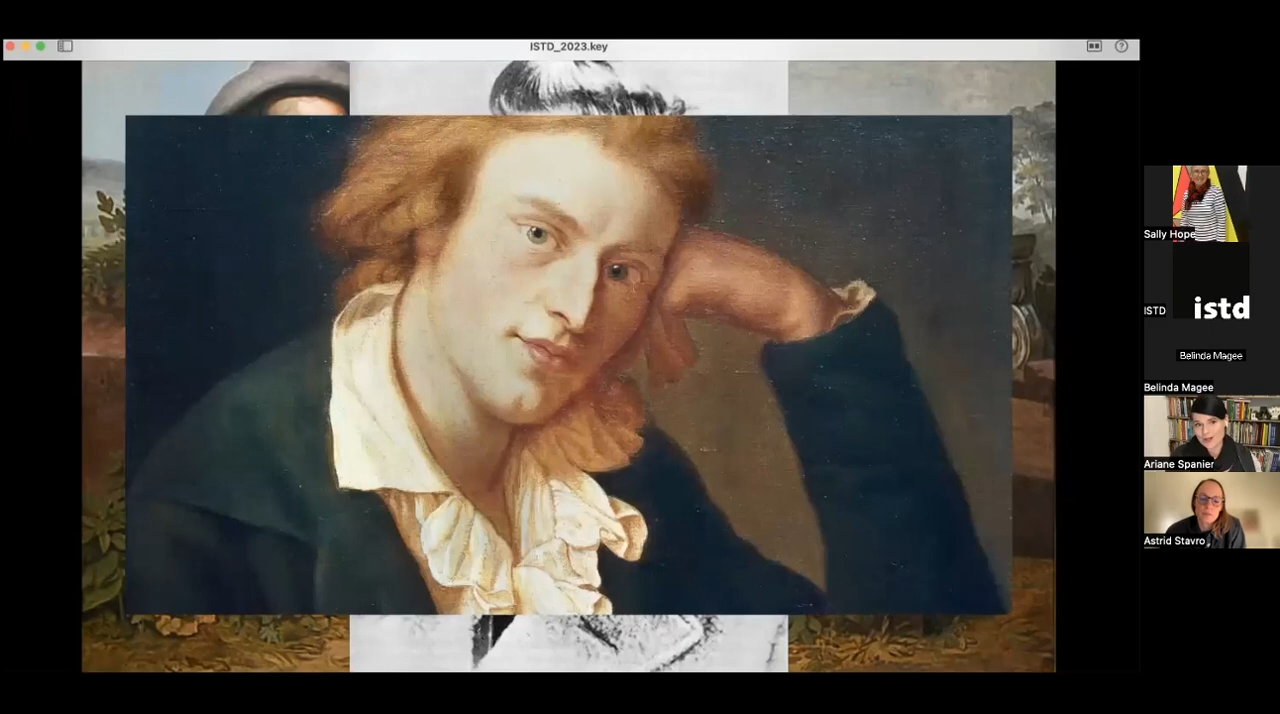 ISTD_2023.key
Sally Hope
ISTD
istd
Belinda Magee
Belinda Magee
Ariane Spanier
Astrid Stavro